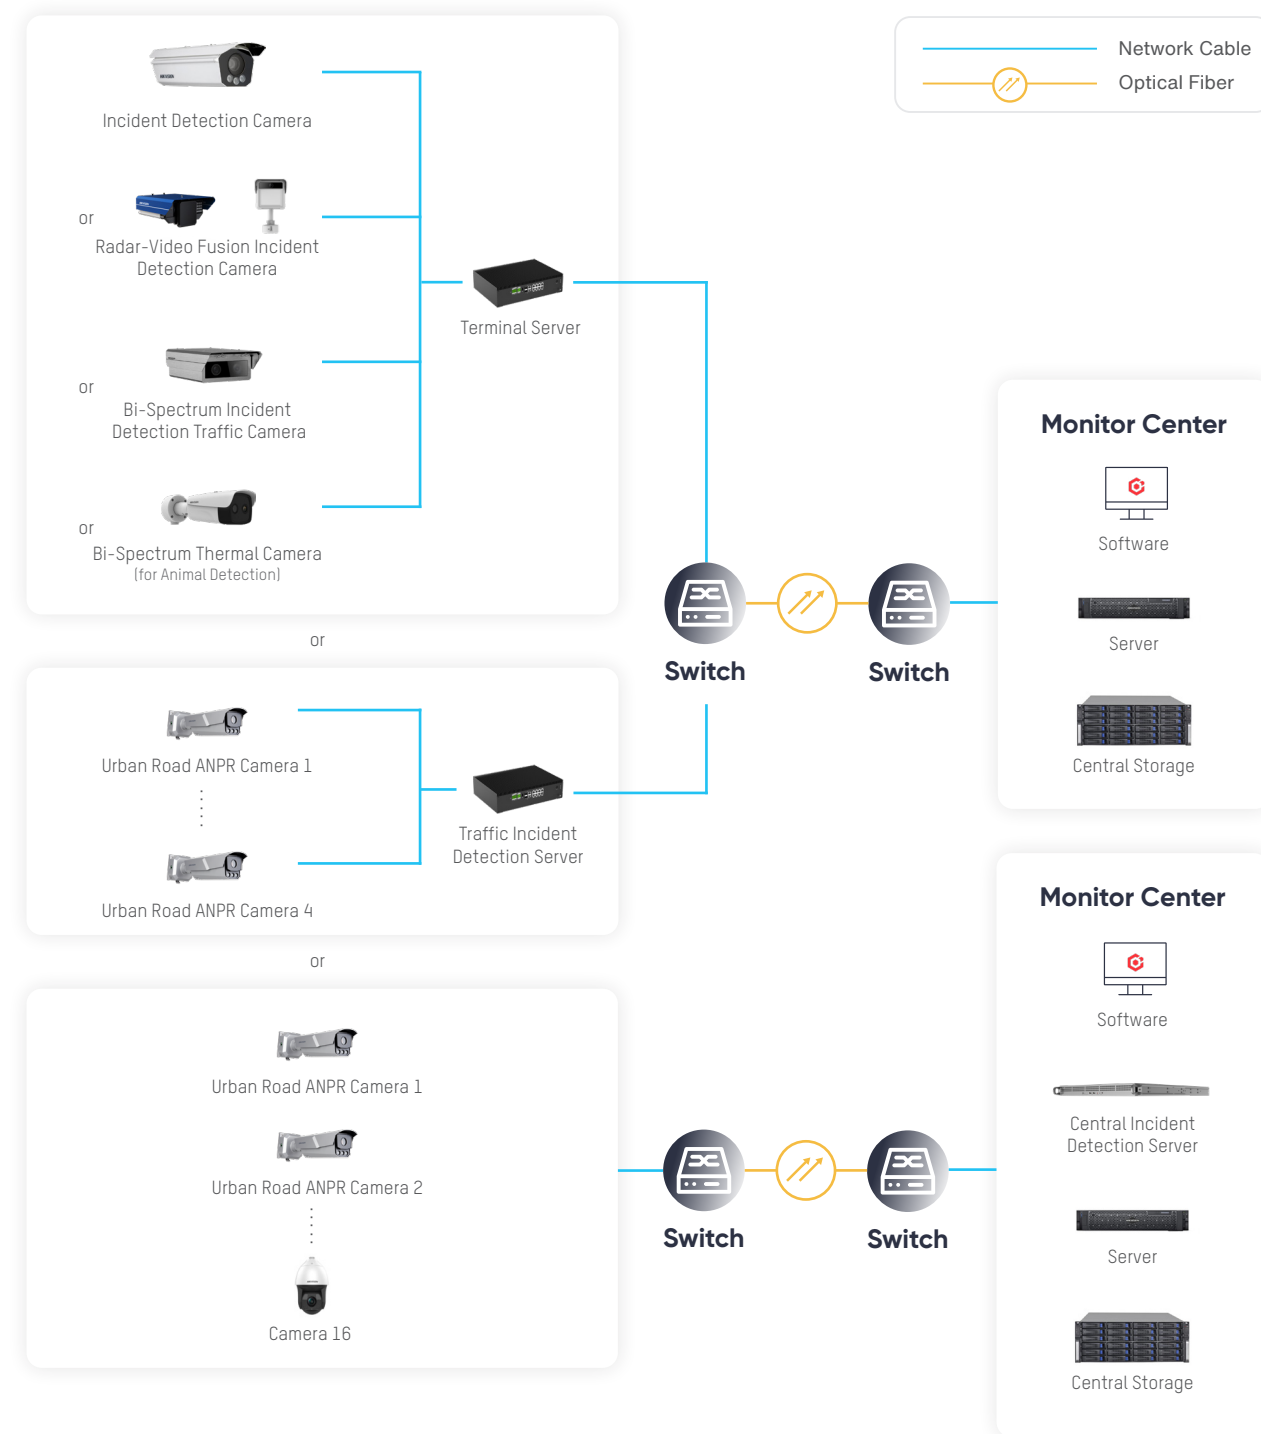 Network Cable
Optical Fiber
Incident Detection Camera
or
Radar-Video Fusion Incident
Detection Camera
Terminal Server
or
Bi-Spectrum Incident
Detection Traffic Camera
or
Bi-Spectrum Thermal Camera
(for Animal Detection)
Monitor Center
Software
Server
Central Storage
Switch
Switch
or
Urban Road ANPR Camera 1
Urban Road ANPR Camera 4
Traffic Incident
Detection Server
or
Urban Road ANPR Camera 1
Urban Road ANPR Camera 2
Camera 16
Switch
Switch
Monitor Center
Software
Central Incident
Detection Server
Server
Central Storage